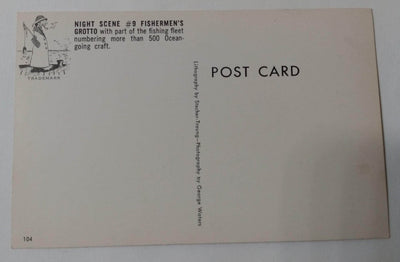 NIGHT SCENE #9 FISHERMEN'S
GROTTO with part of the fishing fleet
numbering more than 500 Ocean-
going craft.
TRADEMARK
Lithography by Stecher-Traung—Photography by George Waters
POST CARD
104